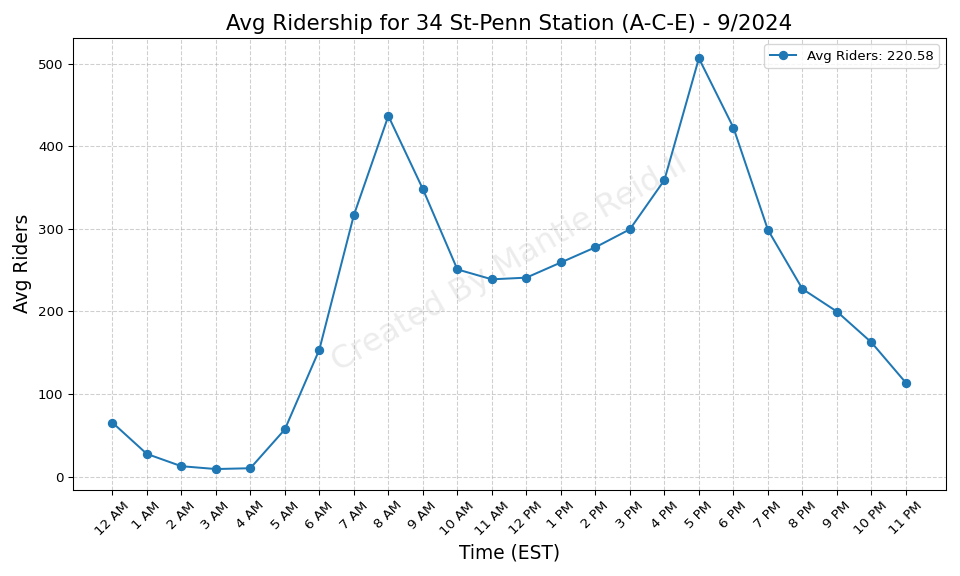 Avg Ridership for 34 St-Penn Station (A-C-E) - 9/2024
Avg Riders: 220.58
Avg Riders
500
400
300
200
100
0
Created By Mantie Reidii
12 AM
1 AM
2 AM
3 AM
4 AM
5 AM
6 AM
7 AM
8 AM
9 AM
10 AM
11 AM
12 PM
1 PM
2 PM
3 PM
4 PM
5 PM
6 PM
7 PM
8 PM
9 PM
10 PM
11 PM
Time (EST)